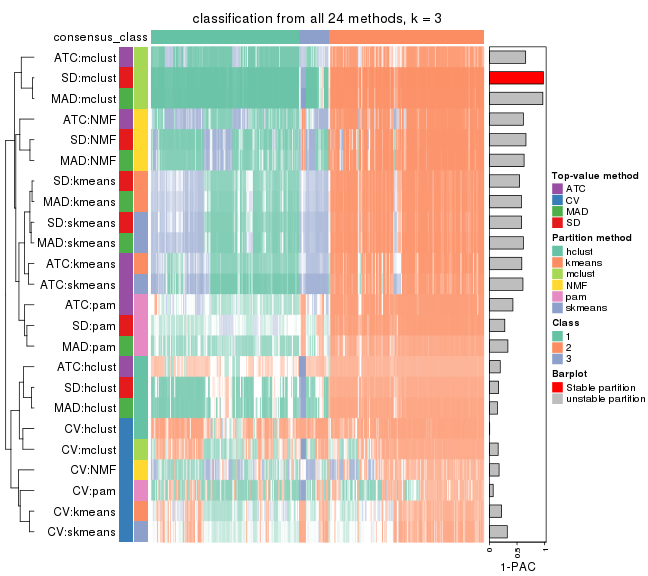 classification from all 24 methods, k = 3
consensus_class
ATC:mclust
SD:mclust
MAD:mclust
ATC:NMF
SD:NMF
MAD:NMF
SD:kmeans
MAD:kmeans
SD:skmeans
MAD:skmeans
ATC:kmeans
ATC:skmeans
ATC:pam
SD:pam
MAD:pam
ATC:hclust
SD:hclust
MAD:hclust
CV:hclust
CV:mclust
CV:NMF
CV:pam
CV:kmeans
CV:skmeans
0
0.5
1
1-PAC
Top-value method
ATC
CV
MAD
SD
Partition method
hclust
kmeans
mclust
NMF
pam
skmeans
Class
1
2
3
Barplot
Stable partition
unstable partition